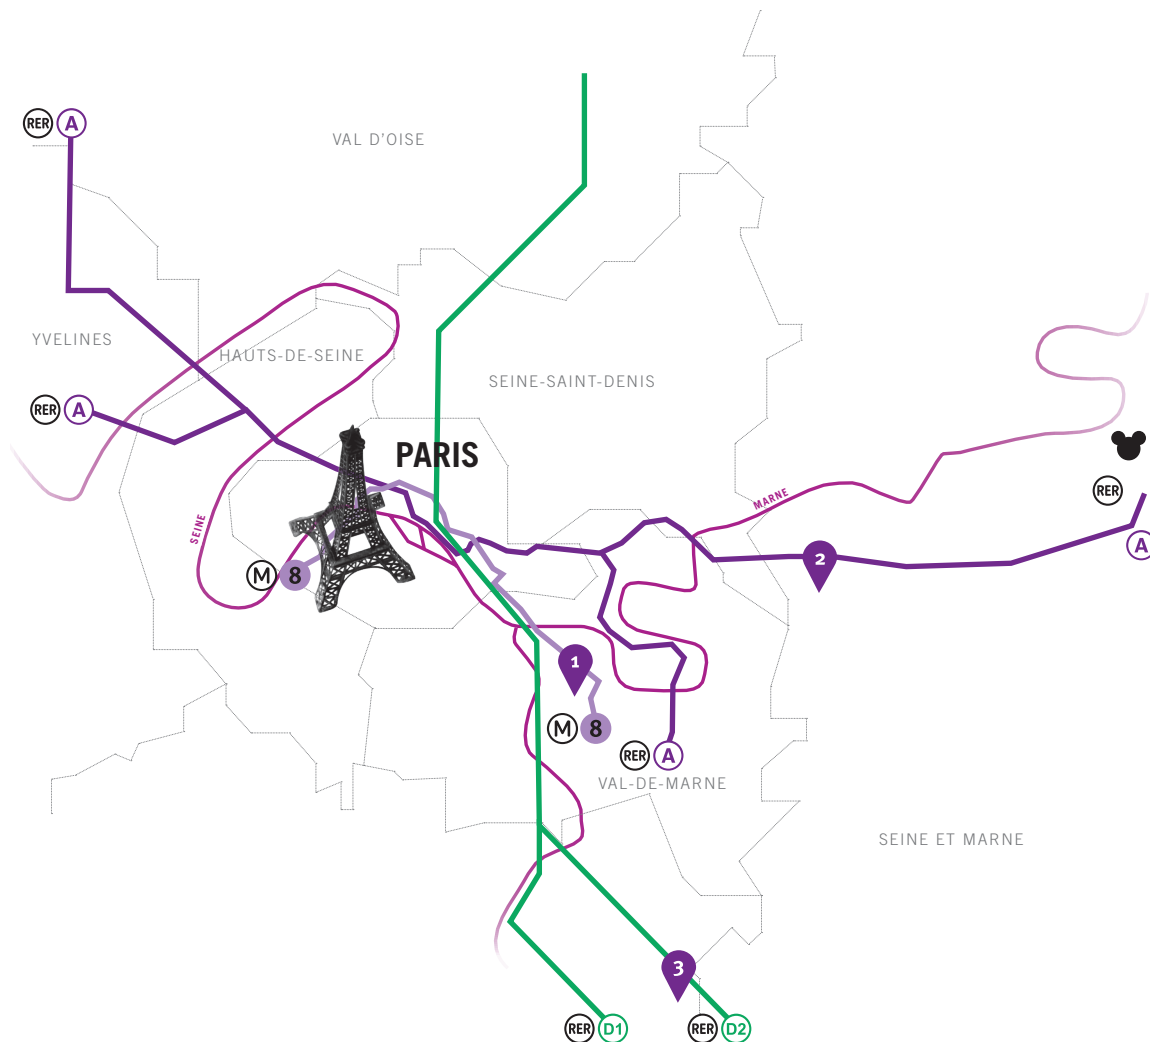 RER A
VAL D'OISE
YVELINES
HAUTS-DE-SEINE
SEINE-SAINT-DENIS
RER A
PARIS
RER
MARNE
SEINE
A
2
M 8
1
M 8
RER A
VAL-DE-MARNE
SEINE ET MARNE
3
RER D1
RER D2